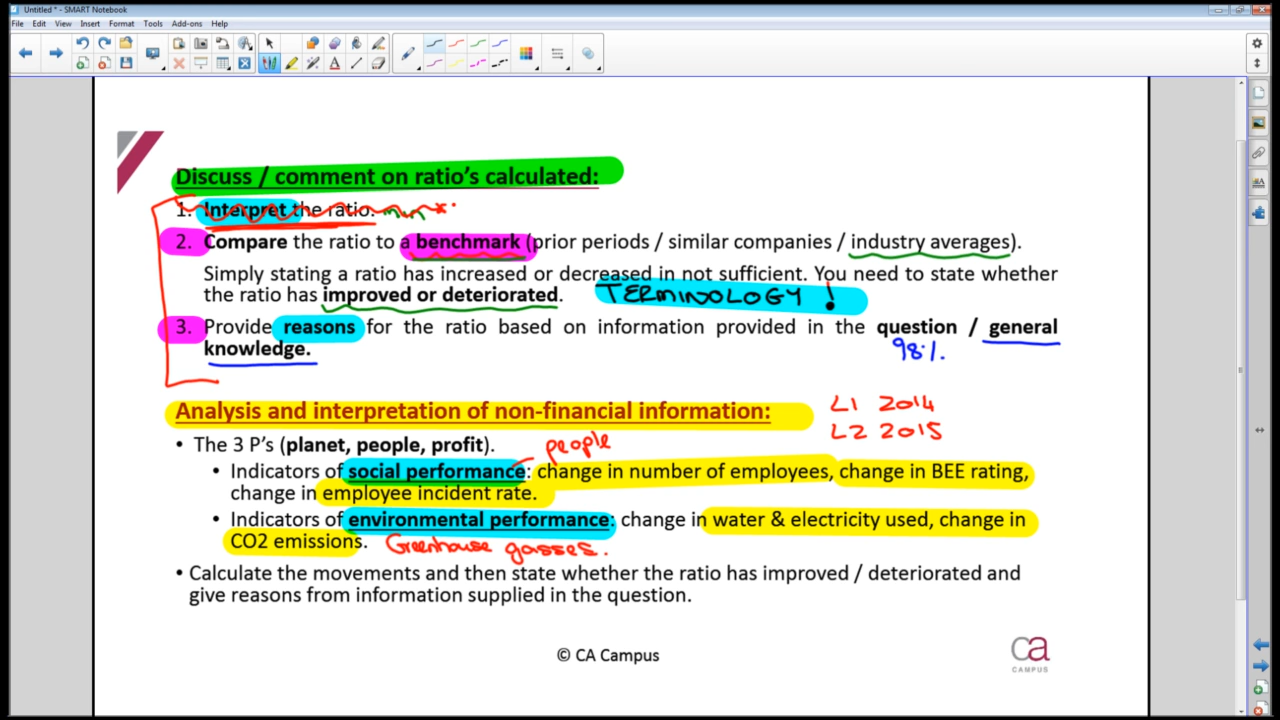 Untitled * - SMART Notebook
File Edit View Insert Format Tools Add-ons Help
Discuss / comment on ratio's calculated:
1. Interpret the ratio.
2. Compare the ratio to a benchmark (prior periods / similar companies / industry averages).
Simply stating a ratio has increased or decreased in not sufficient. You need to state whether
the ratio has improved or deteriorated. TERMINOLOGY !
3. Provide reasons for the ratio based on information provided in the question / general
knowledge. 98%.
Analysis and interpretation of non-financial information: L1 2014
L2 2015
• The 3 P's (planet, people, profit). people
• Indicators of social performance: change in number of employees, change in BEE rating,
change in employee incident rate.
• Indicators of environmental performance: change in water & electricity used, change in
CO2 emissions. Greenhouse gasses.
• Calculate the movements and then state whether the ratio has improved / deteriorated and
give reasons from information supplied in the question.
© CA Campus
ca
CAMPUS